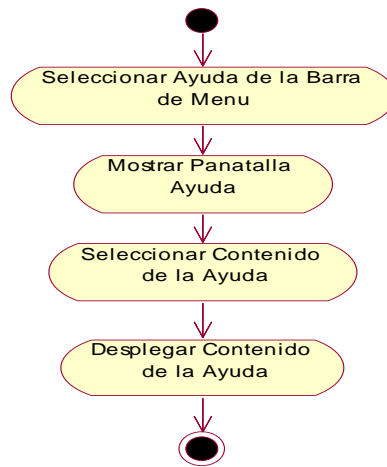 Seleccionar Ayuda de la Barra
de Menu
Mostrar Panatalla
Ayuda
Seleccionar Contenido
de la Ayuda
Desplegar Contenido
de la Ayuda